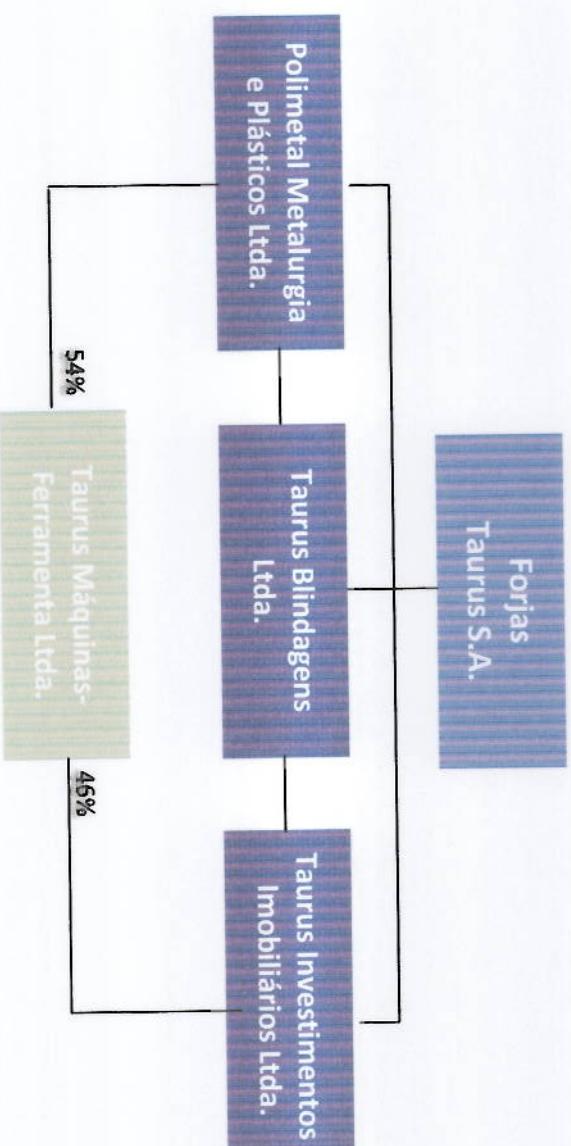 Forjas
Taurus S.A.
Polimetal Metalurgia
e Plásticos Ltda.
Taurus Blindagens
Ltda.
Taurus Investimentos
Imobiliários Ltda.
54%
46%
Taurus Máquinas-
Ferramenta Ltda.